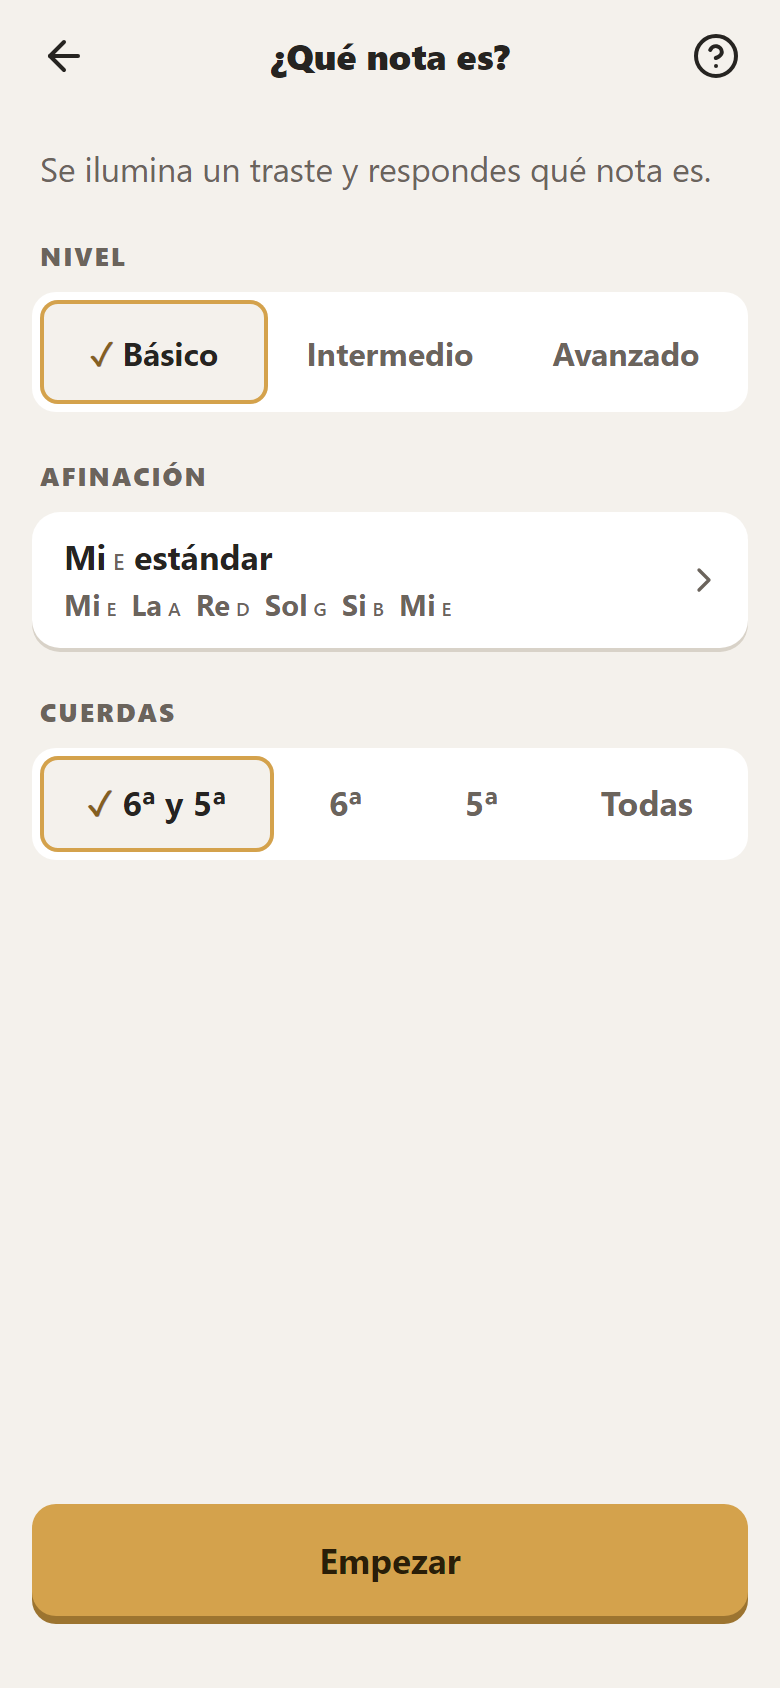 ¿Qué nota es?
Se ilumina un traste y respondes qué nota es.
NIVEL
✓ Básico Intermedio Avanzado
AFINACIÓN
Mi E estándar
Mi E La A Re D Sol G Si B Mi E
CUERDAS
✓ 6ª y 5ª 6ª 5ª Todas
Empezar